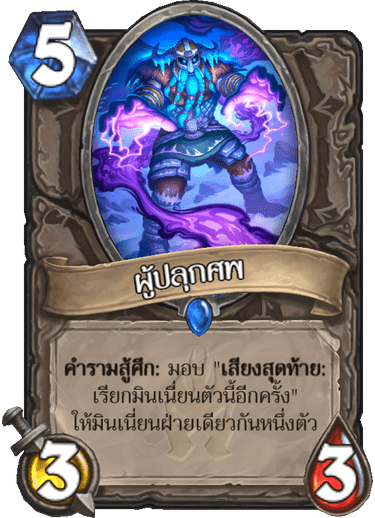 5
ผู้ปลุกศพ
คำรามสู้ศึก: มอบ "เสียงสุดท้าย:
เรียกมินเนี่ยนตัวนี้อีกครั้ง"
ให้มินเนี่ยนฝ่ายเดียวกันหนึ่งตัว
3
3